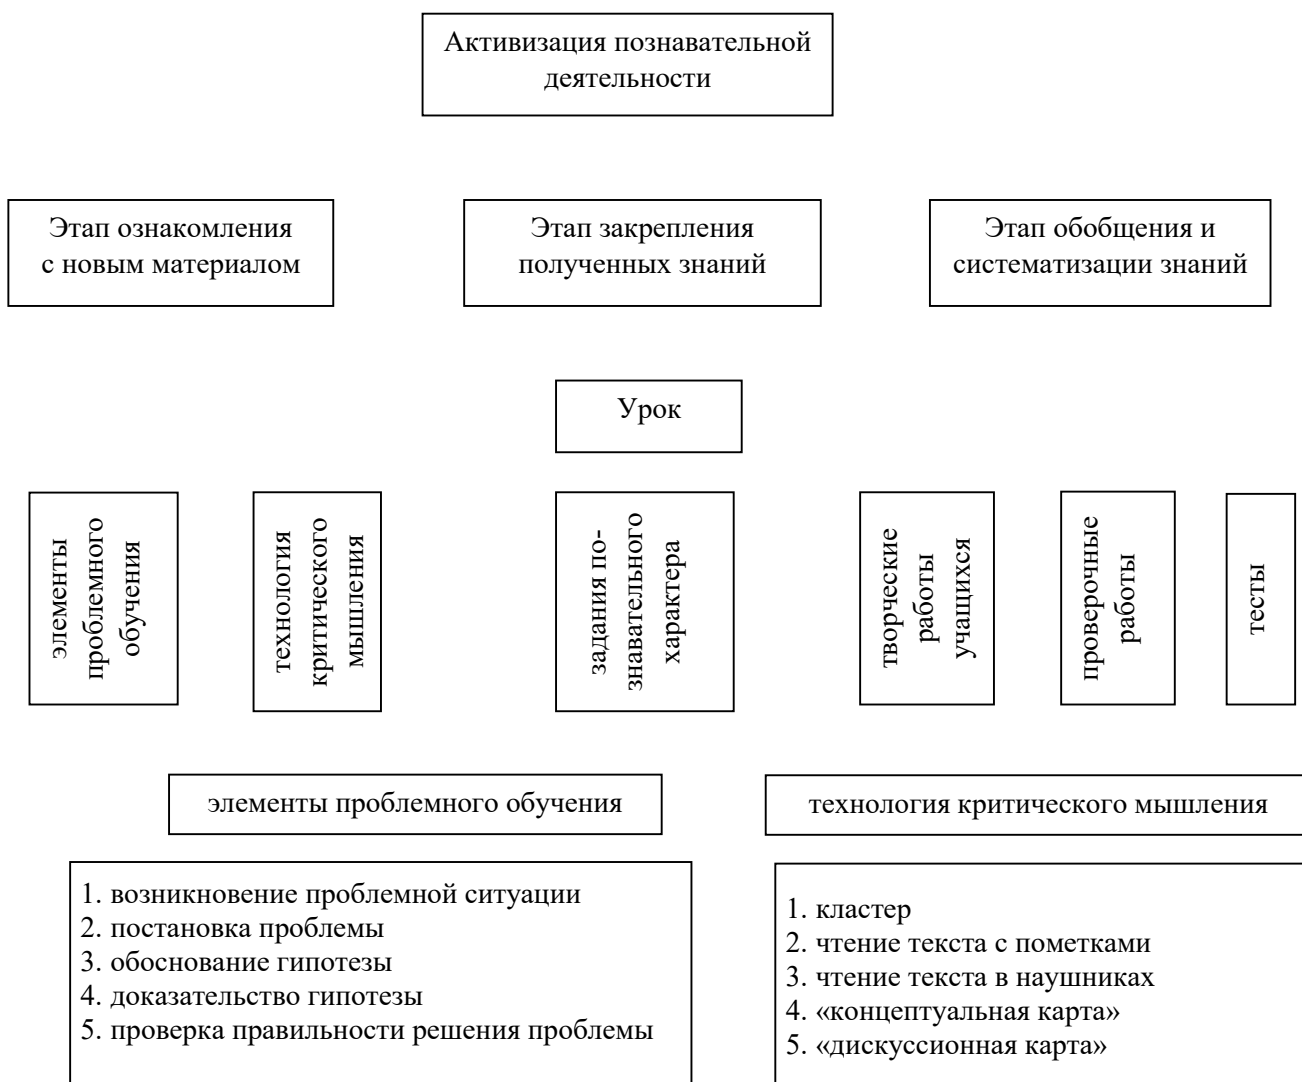 Активизация познавательной
деятельности
Этап ознакомления
с новым материалом
Этап закрепления
полученных знаний
Этап обобщения и
систематизации знаний
Урок
элементы
проблемного
обучения
технология
критического
мышления
задания по-
знавательного
характера
творческие
работы
учащихся
проверочные
работы
тесты
элементы проблемного обучения
технология критического мышления
1. возникновение проблемной ситуации
2. постановка проблемы
3. обоснование гипотезы
4. доказательство гипотезы
5. проверка правильности решения проблемы
1. кластер
2. чтение текста с пометками
3. чтение текста в наушниках
4. «концептуальная карта»
5. «дискуссионная карта»